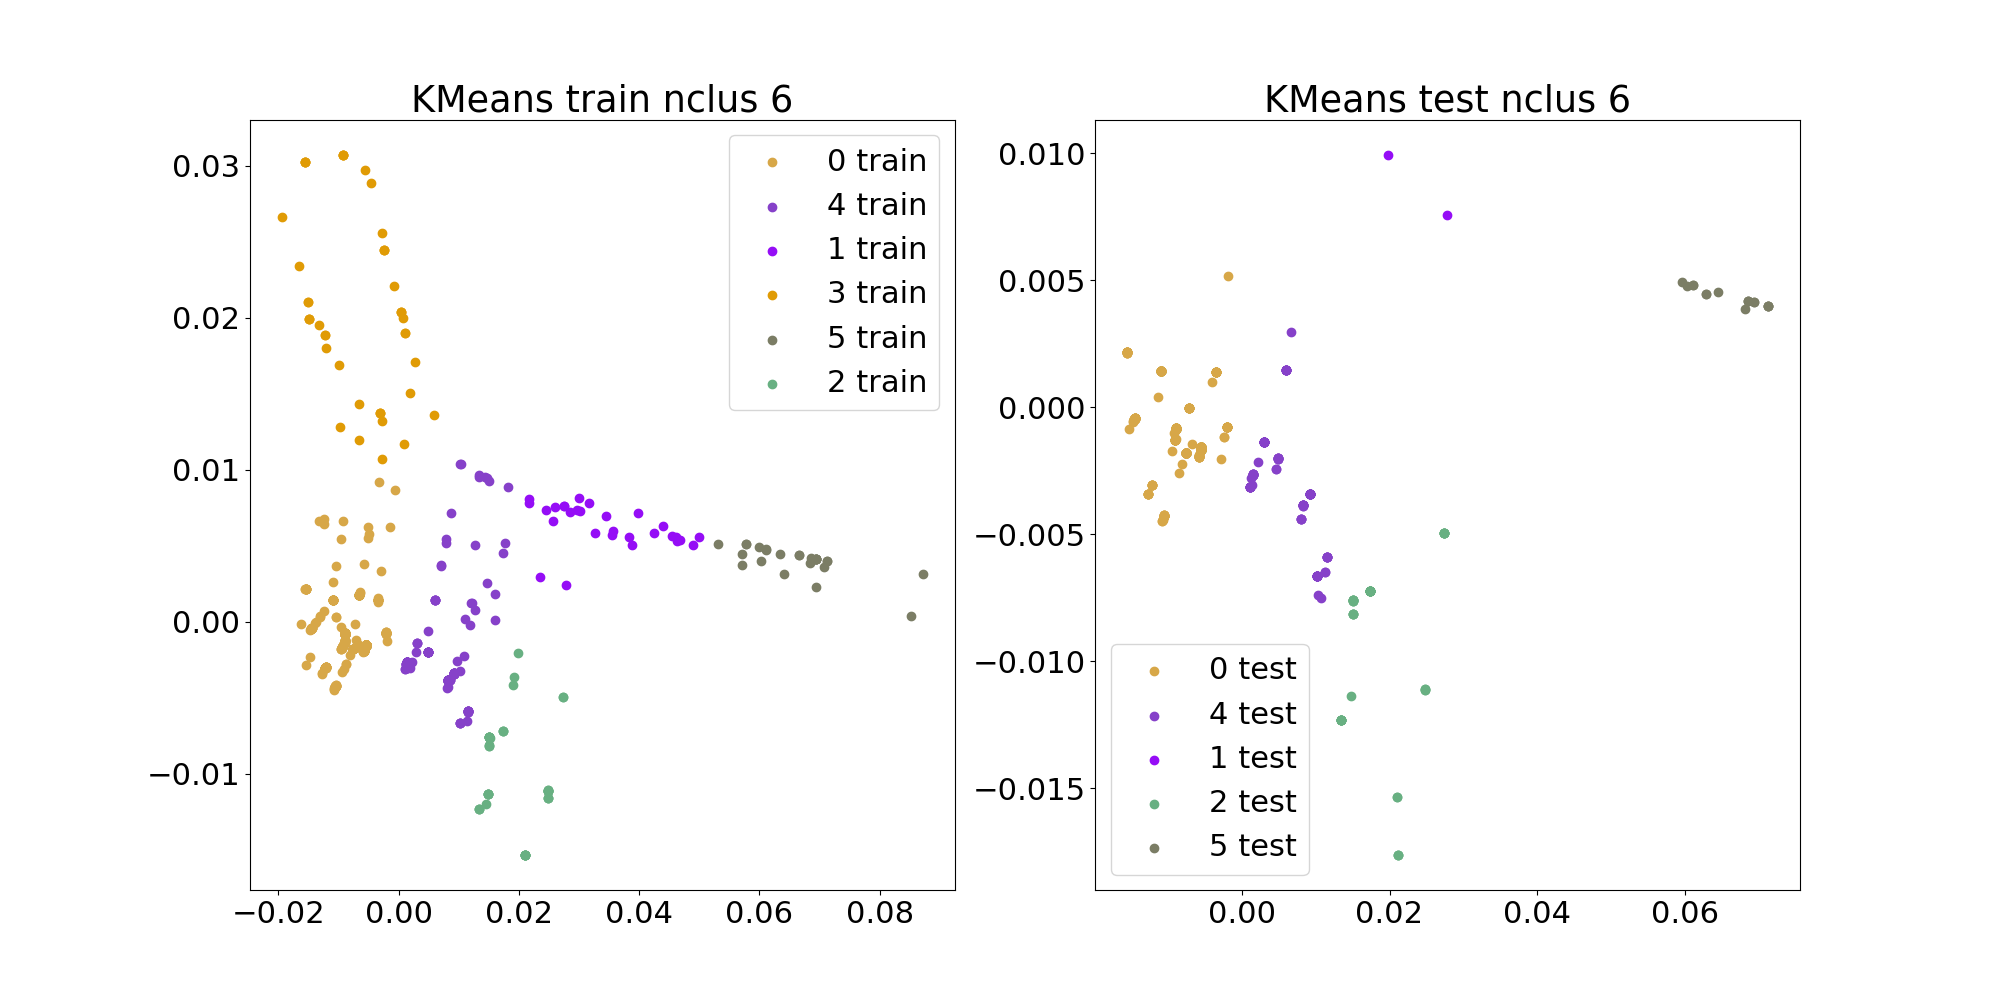 KMeans train nclus 6
0.03
0.02
0.01
0.00
−0.01
−0.02 0.00 0.02 0.04 0.06 0.08
0 train
4 train
1 train
3 train
5 train
2 train
KMeans test nclus 6
0.010
0.005
0.000
−0.005
−0.010
−0.015
0.00 0.02 0.04 0.06
0 test
4 test
1 test
2 test
5 test